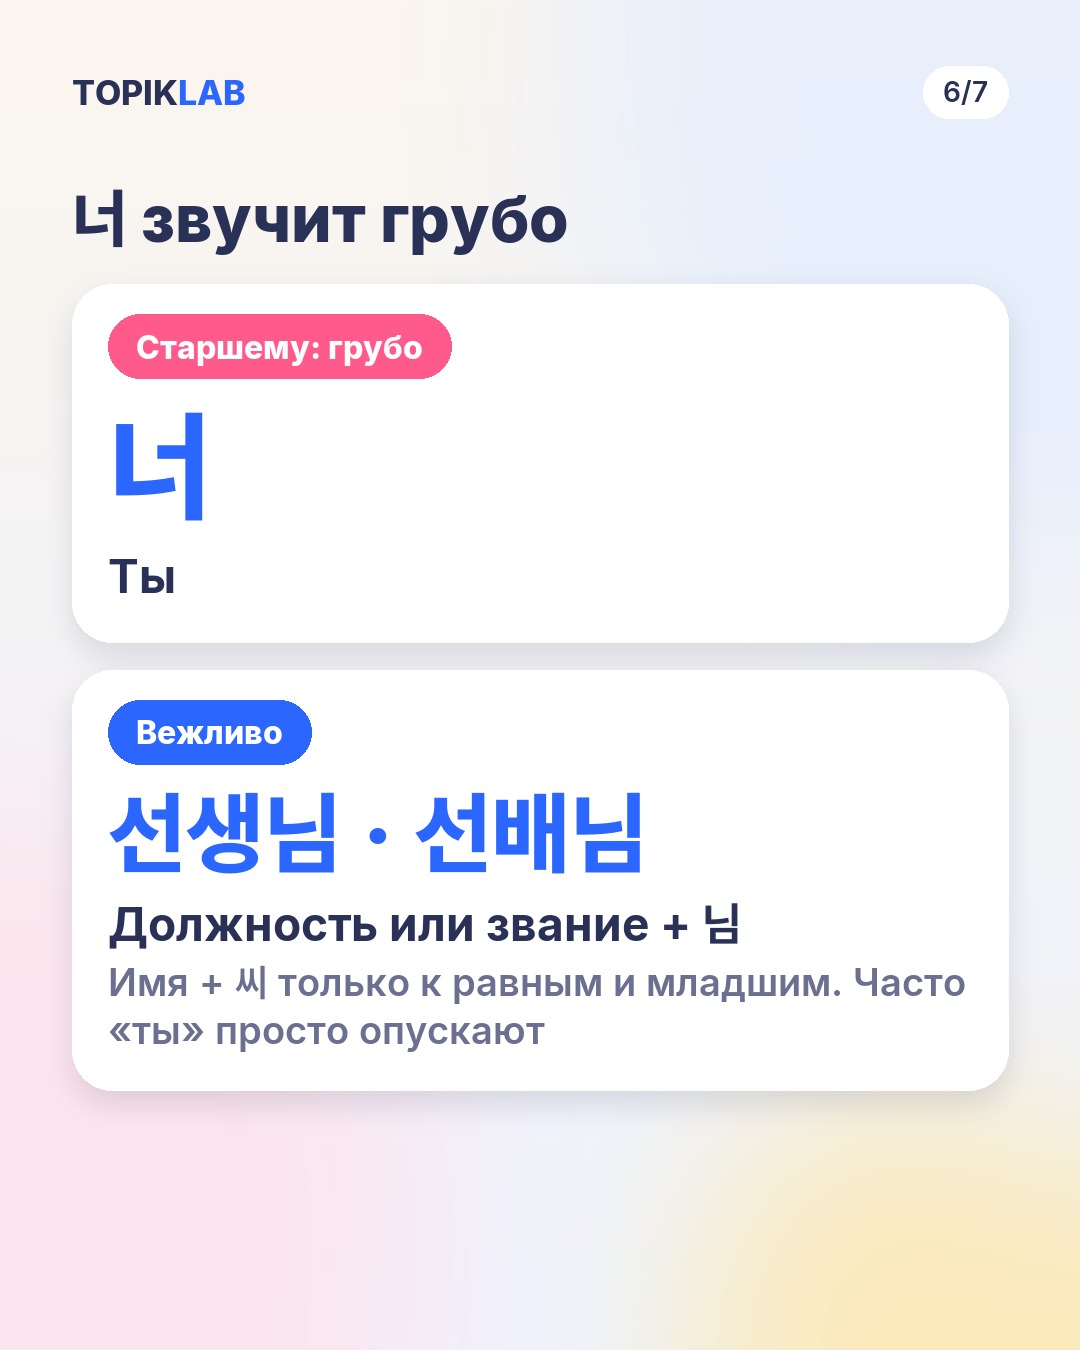 TOPIKLAB
6/7
너 звучит грубо
Старшему: грубо
너
Ты
Вежливо
선생님 · 선배님
Должность или звание + 님
Имя + 씨 только к равным и младшим. Часто
«ты» просто опускают